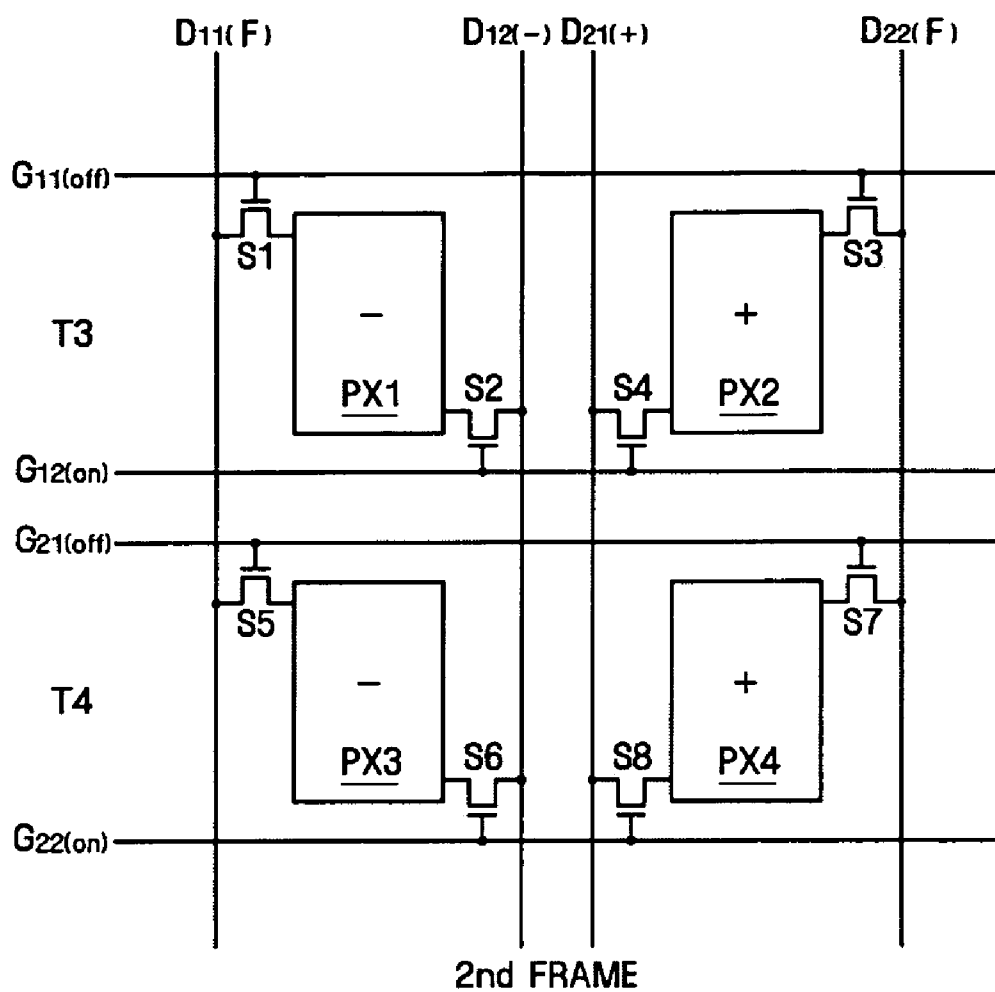 D11(F) D12(-) D21(+) D22(F)
G11(off)
S1 S3
- +
T3
PX1 S2 S4 PX2
G12(on)
G21(off)
S5 S7
- +
T4
PX3 S6 S8 PX4
G22(on)
2nd FRAME